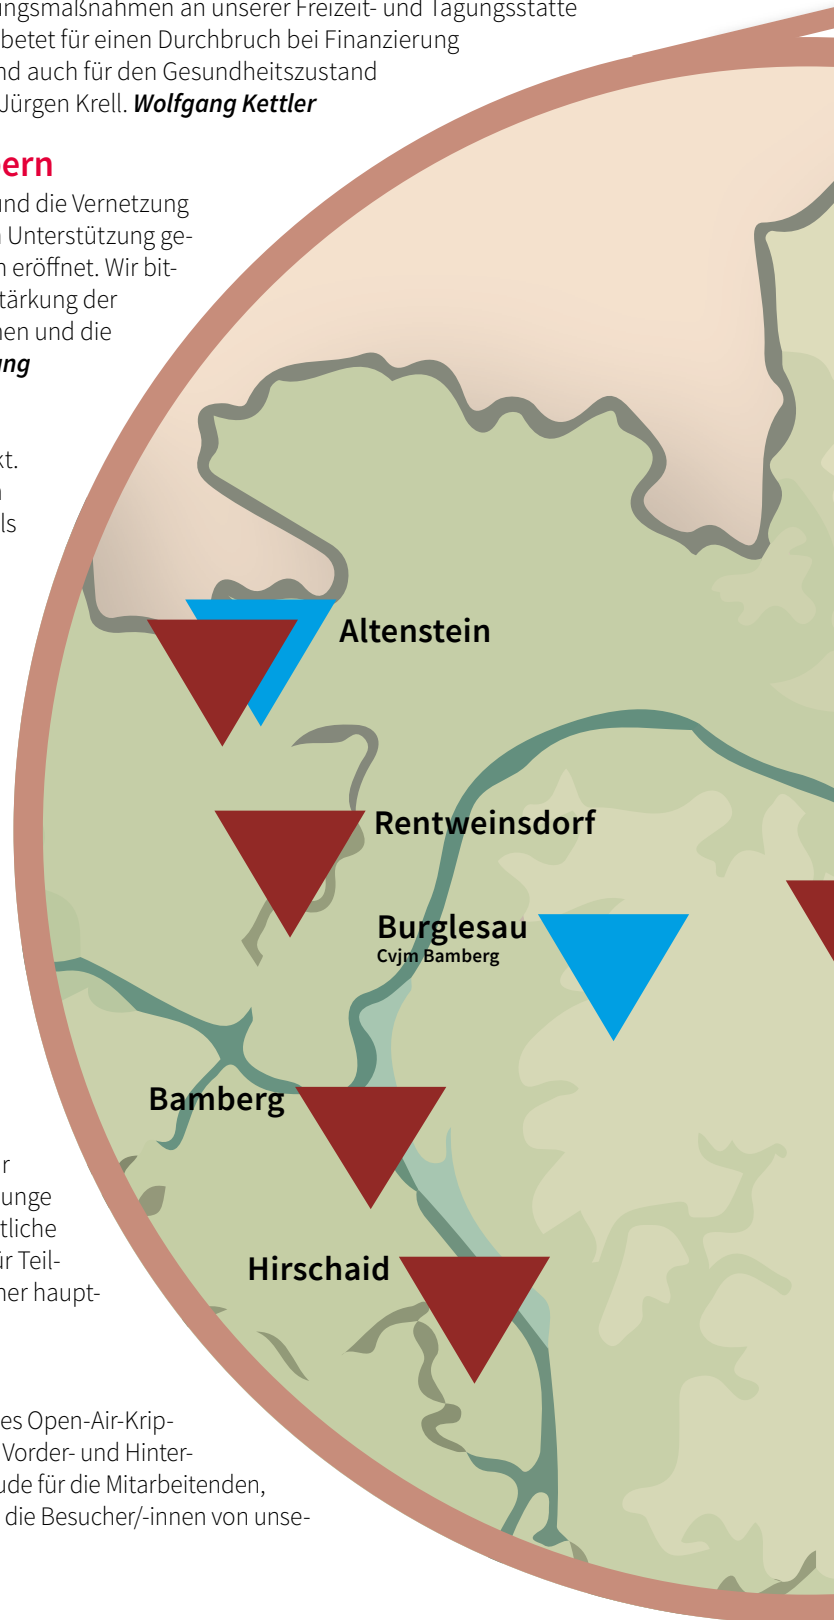 ngsmaßnahmen an unserer Freizeit- und Tagungsstätte
betet für einen Durchbruch bei Finanzierung
nd auch für den Gesundheitszustand
Jürgen Krell. Wolfgang Kettler
ern
und die Vernetzung
Unterstützung ge-
n eröffnet. Wir bit-
tärkung der
nen und die
ng
kt.
ls
Altenstein
Rentweinsdorf
Burglesau
Cvjm Bamberg
Bamberg
Hirschaid
r
unge
tliche
ür Teil-
ner haupt-
es Open-Air-Krip-
Vorder- und Hinter-
ude für die Mitarbeitenden,
die Besucher/-innen von unse-